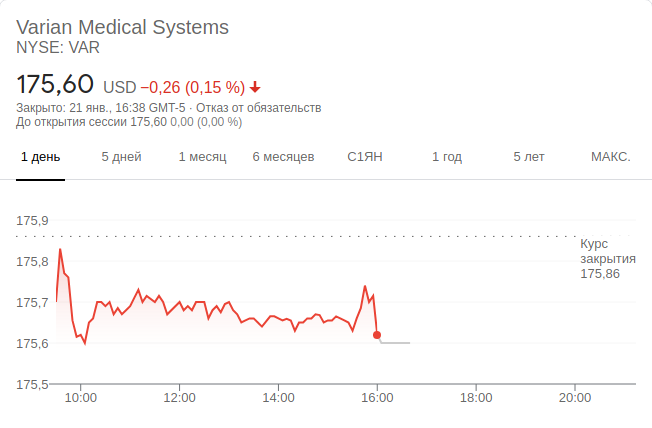 Varian Medical Systems
NYSE: VAR
175,60 USD −0,26 (0,15 %)
Закрыто: 21 янв., 16:38 GMT-5 · Отказ от обязательств
До открытия сессии 175,60 0,00 (0,00 %)
1 день 5 дней 1 месяц 6 месяцев С1ЯН 1 год 5 лет МАКС.
175,9
Курс
175,8 закрытия
175,86
175,7
175,6
175,5
10:00 12:00 14:00 16:00 18:00 20:00